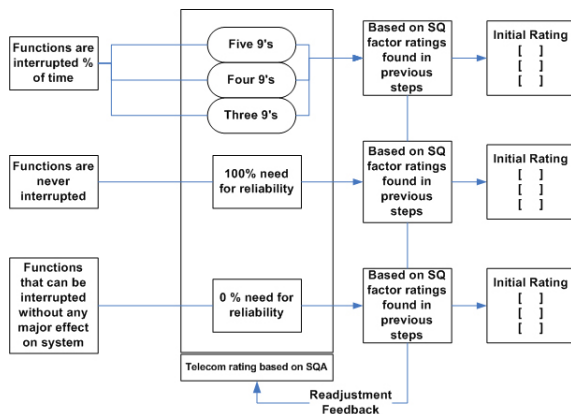 Functions are
interrupted %
of time
Five 9's
Four 9's
Three 9's
Based on SQ
factor ratings
found in
previous
steps
Initial Rating
[ ]
[ ]
[ ]
Functions are
never
interrupted
100% need
for reliability
Based on SQ
factor ratings
found in
previous
steps
Initial Rating
[ ]
[ ]
[ ]
Functions
that can be
interrupted
without any
major effect
on system
0 % need for
reliability
Based on SQ
factor ratings
found in
previous
steps
Initial Rating
[ ]
[ ]
[ ]
Telecom rating based on SQA
Readjustment
Feedback